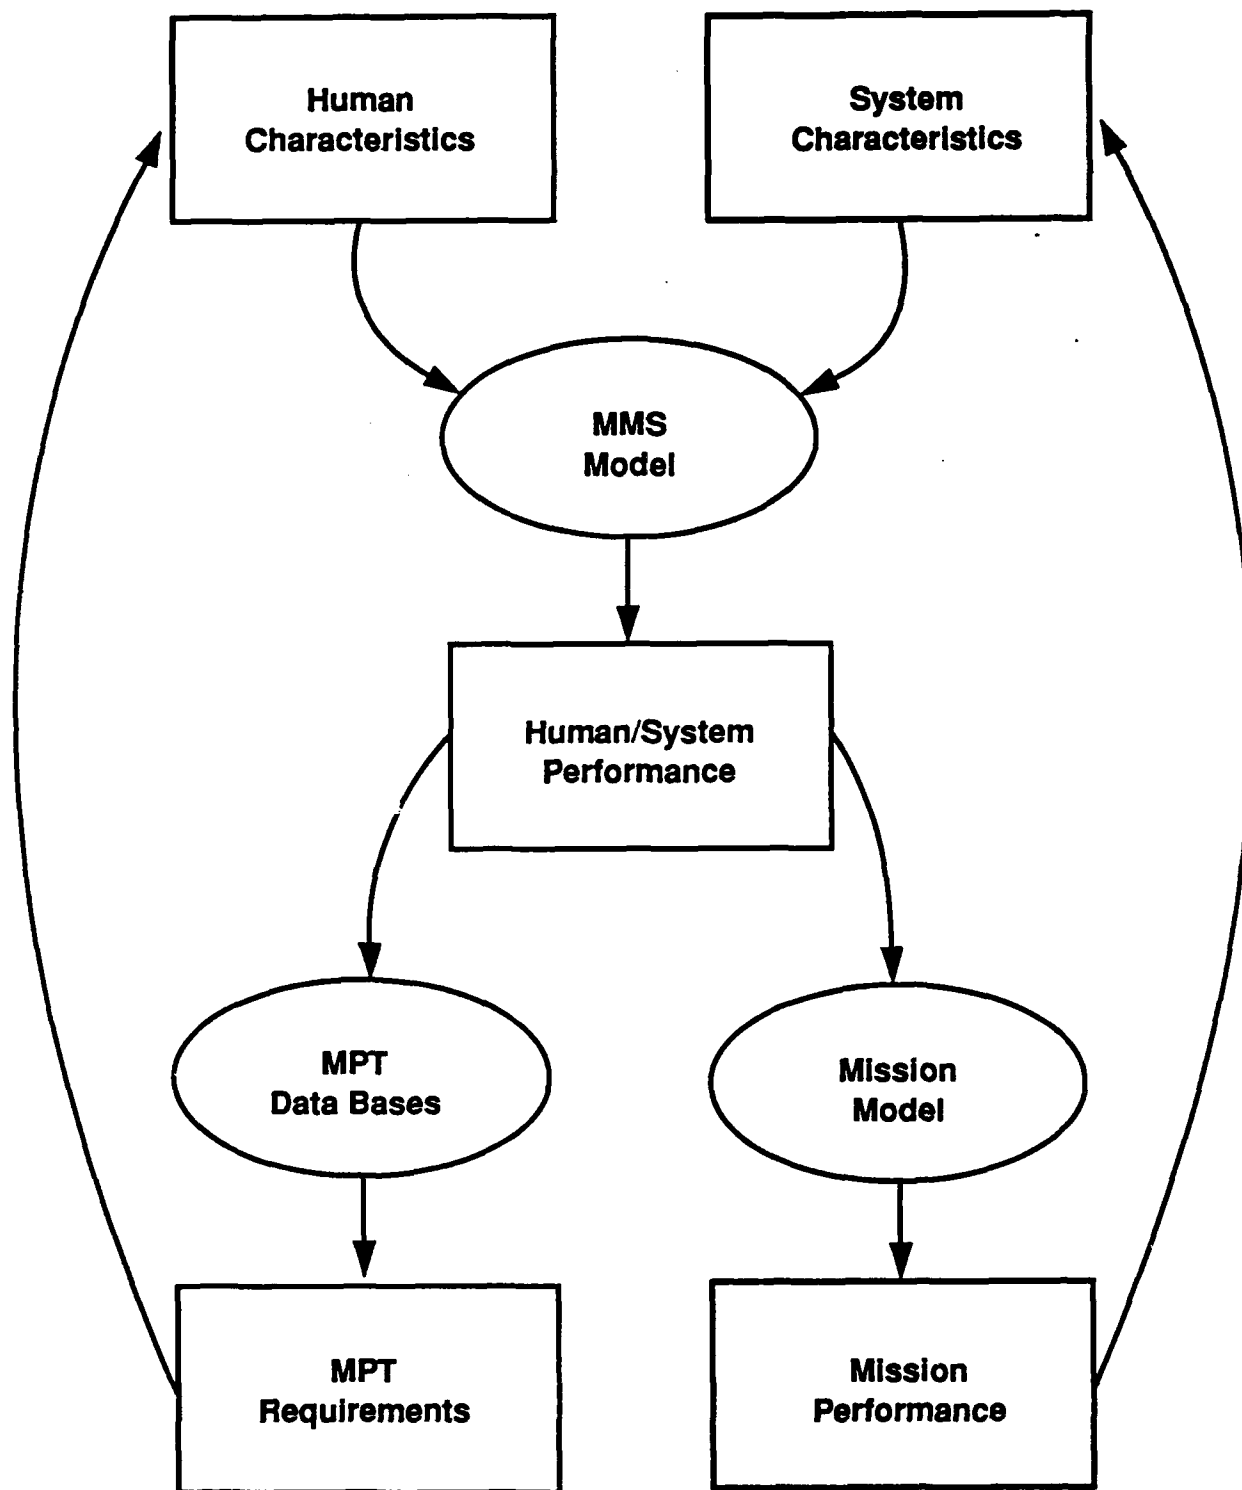 Human
Characteristics
System
Characteristics
MMS
Model
Human/System
Performance
MPT
Data Bases
Mission
Model
MPT
Requirements
Mission
Performance